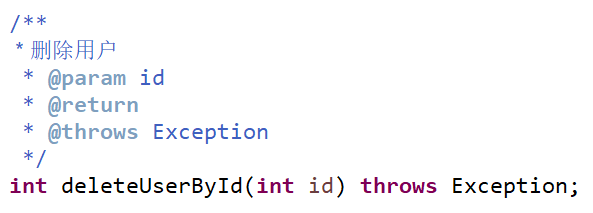 /**
* 删除用户
* @param id
* @return
* @throws Exception
*/
int deleteUserById(int id) throws Exception;